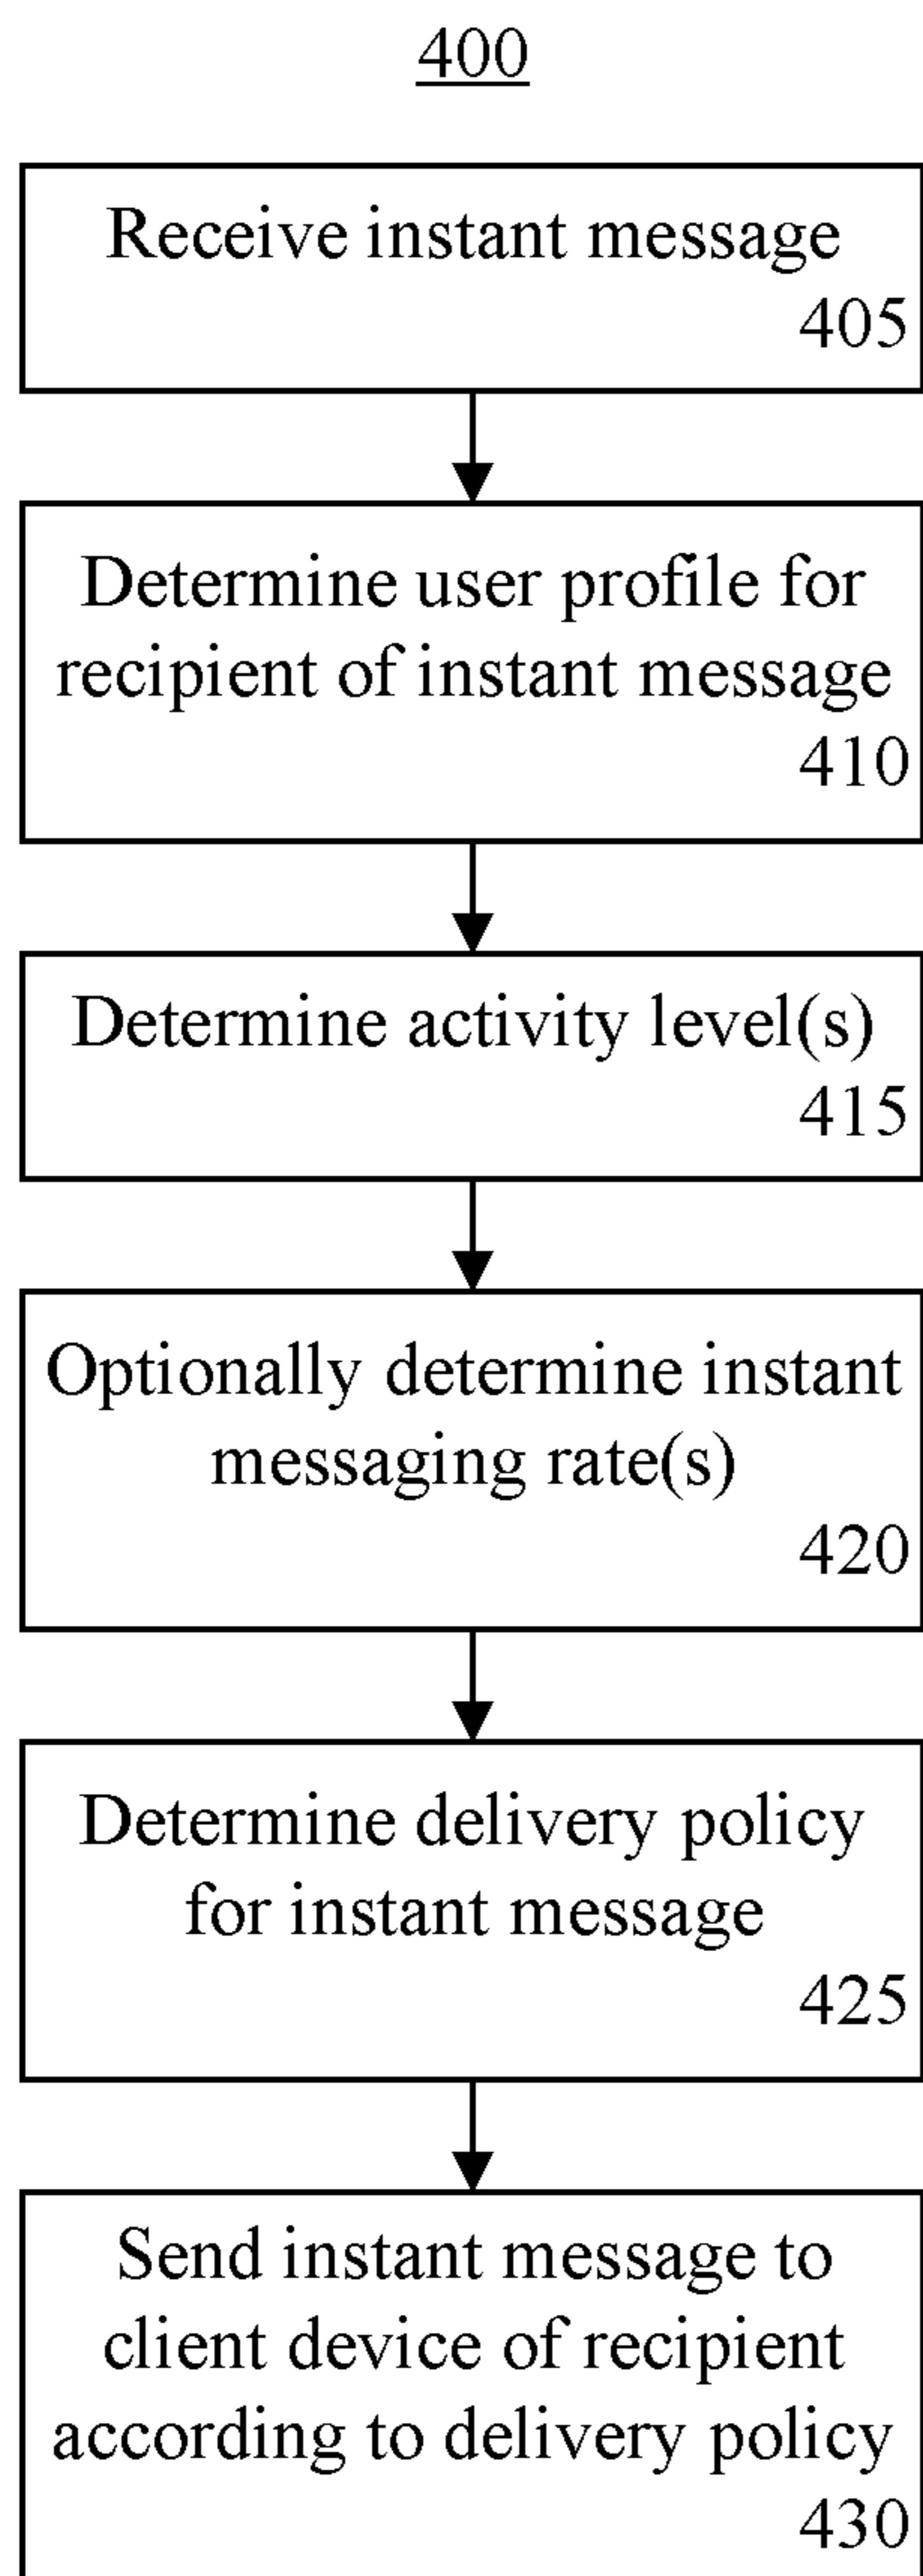 400
Receive instant message
405
Determine user profile for
recipient of instant message
410
Determine activity level(s)
415
Optionally determine instant
messaging rate(s)
420
Determine delivery policy
for instant message
425
Send instant message to
client device of recipient
according to delivery policy
430